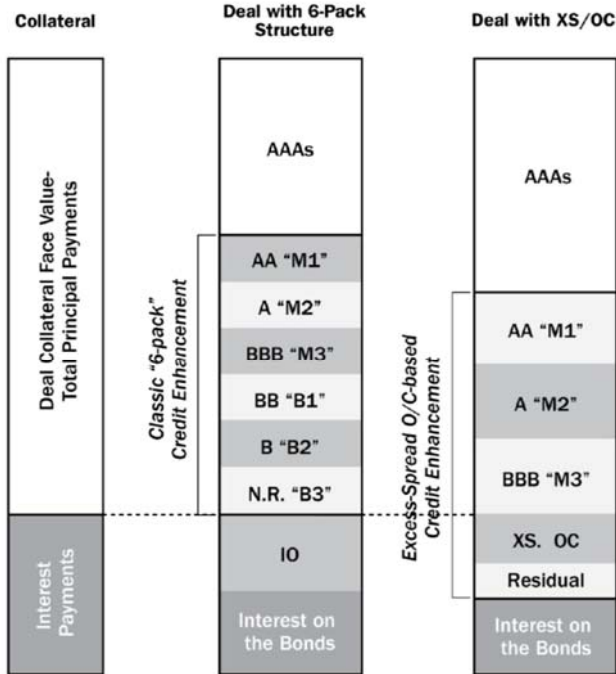 Collateral
Deal with 6-Pack
Structure
Deal with XS/OC
Deal Collateral Face Value-
Total Principal Payments
Interest
Payments
Classic "6-pack"
Credit Enhancement
AAAs
AA "M1"
A "M2"
BBB "M3"
BB "B1"
B "B2"
N.R. "B3"
IO
Interest on
the Bonds
Excess-Spread O/C-based
Credit Enhancement
AAAs
AA "M1"
A "M2"
BBB "M3"
XS. OC
Residual
Interest on
the Bonds